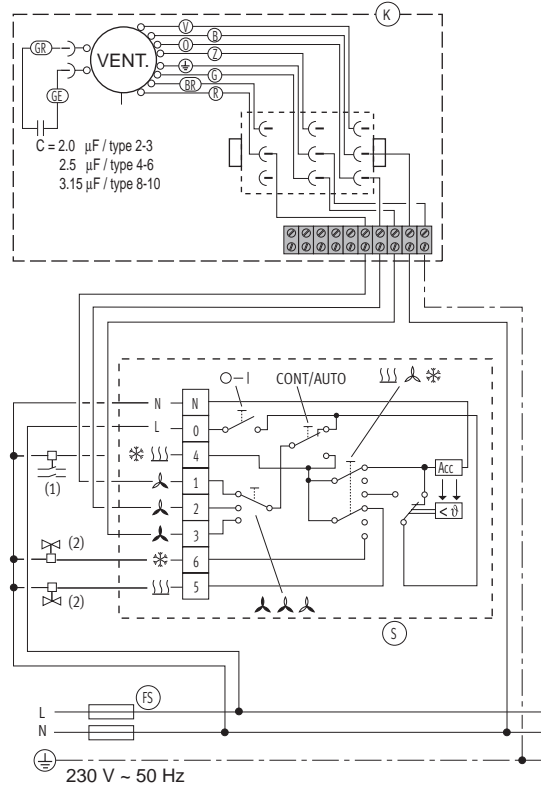 K
V
B
O
Z
G
BR
R
GR
GE
VENT.
C = 2.0 µF / type 2-3
2.5 µF / type 4-6
3.15 µF / type 8-10
O–I
CONT/AUTO
N
N
L
0
4
(1)
1
2
3
(2)
6
5
(2)
Acc
< ϑ
S
FS
L
N
230 V ~ 50 Hz